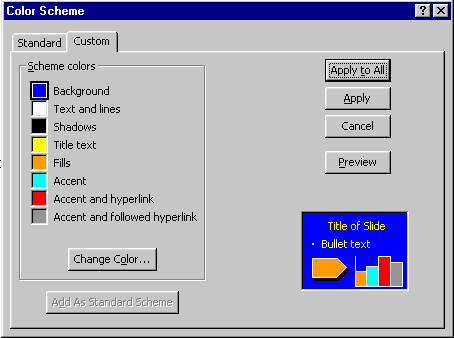 Color Scheme
Standard
Custom
Scheme colors
Background
Text and lines
Shadows
Title text
Fills
Accent
Accent and hyperlink
Accent and followed hyperlink
Change Color...
Add As Standard Scheme
Apply to All
Apply
Cancel
Preview
Title of Slide
• Bullet text